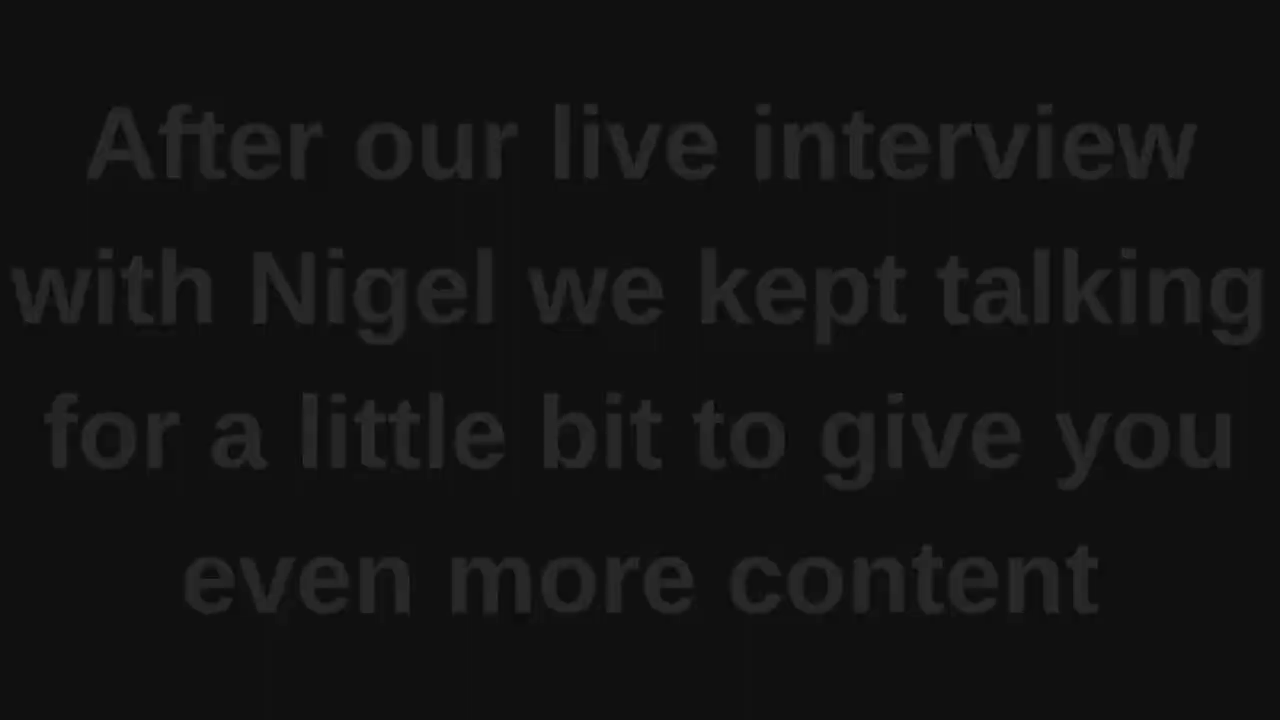 After our live interview
with Nigel we kept talking
for a little bit to give you
even more content